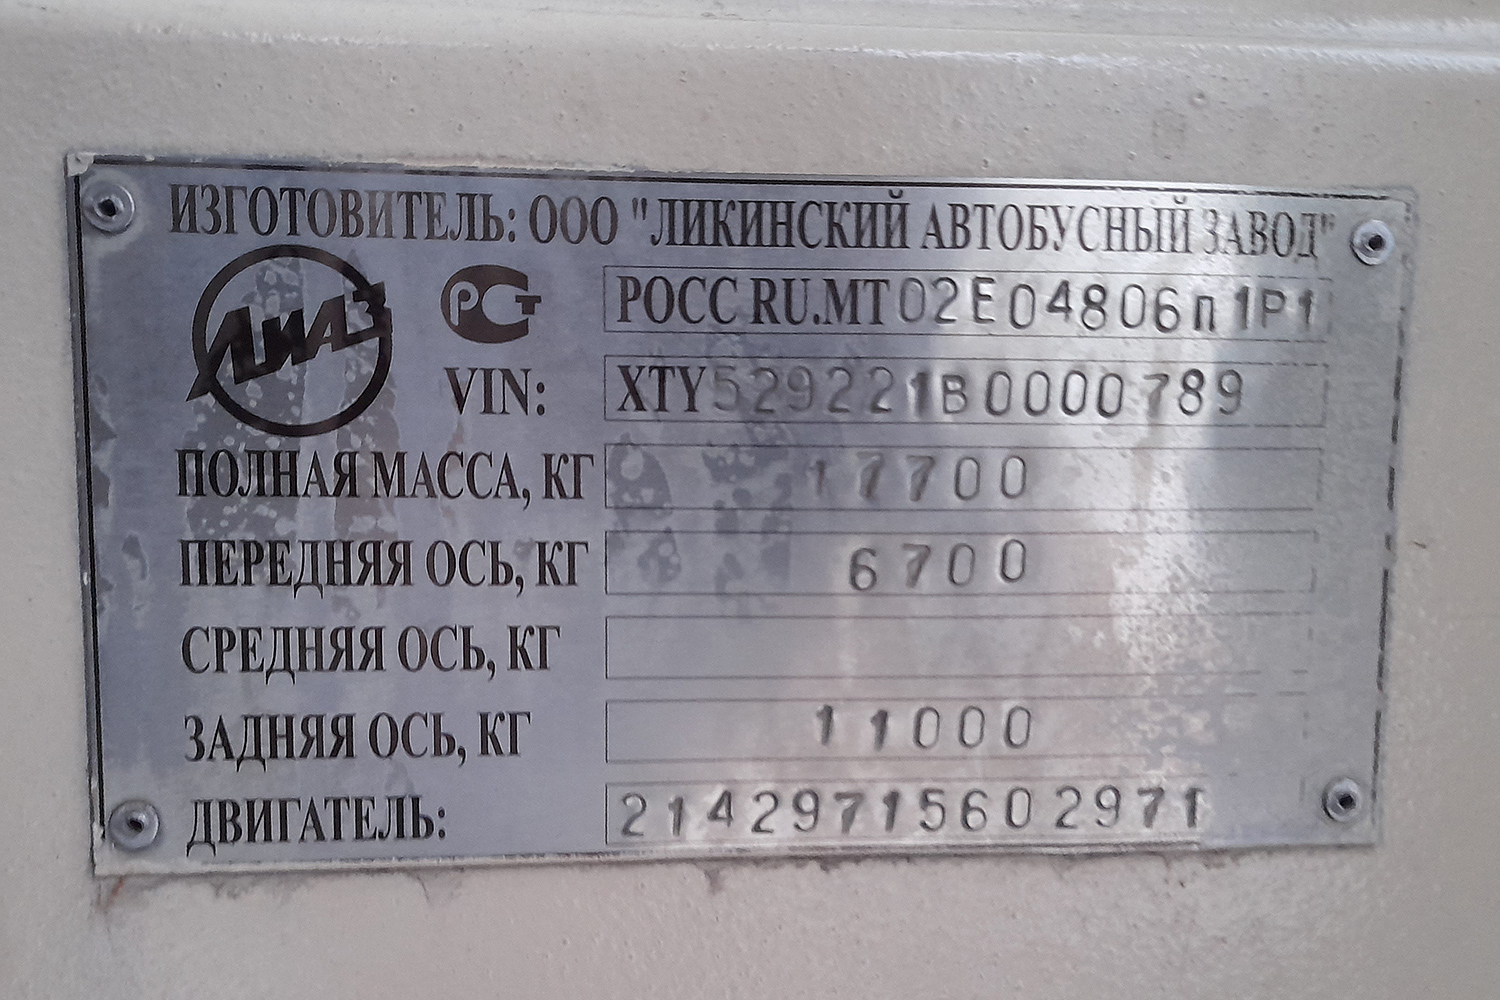 ИЗГОТОВИТЕЛЬ: ООО "ЛИКИНСКИЙ АВТОБУСНЫЙ ЗАВОД"
ЛИАЗ РСТ РОСС RU.МТ02Е04806п1Р1
VIN: XTY529221B0000789
ПОЛНАЯ МАССА, КГ 17700
ПЕРЕДНЯЯ ОСЬ, КГ 6700
СРЕДНЯЯ ОСЬ, КГ
ЗАДНЯЯ ОСЬ, КГ 11000
ДВИГАТЕЛЬ: 21429715602971